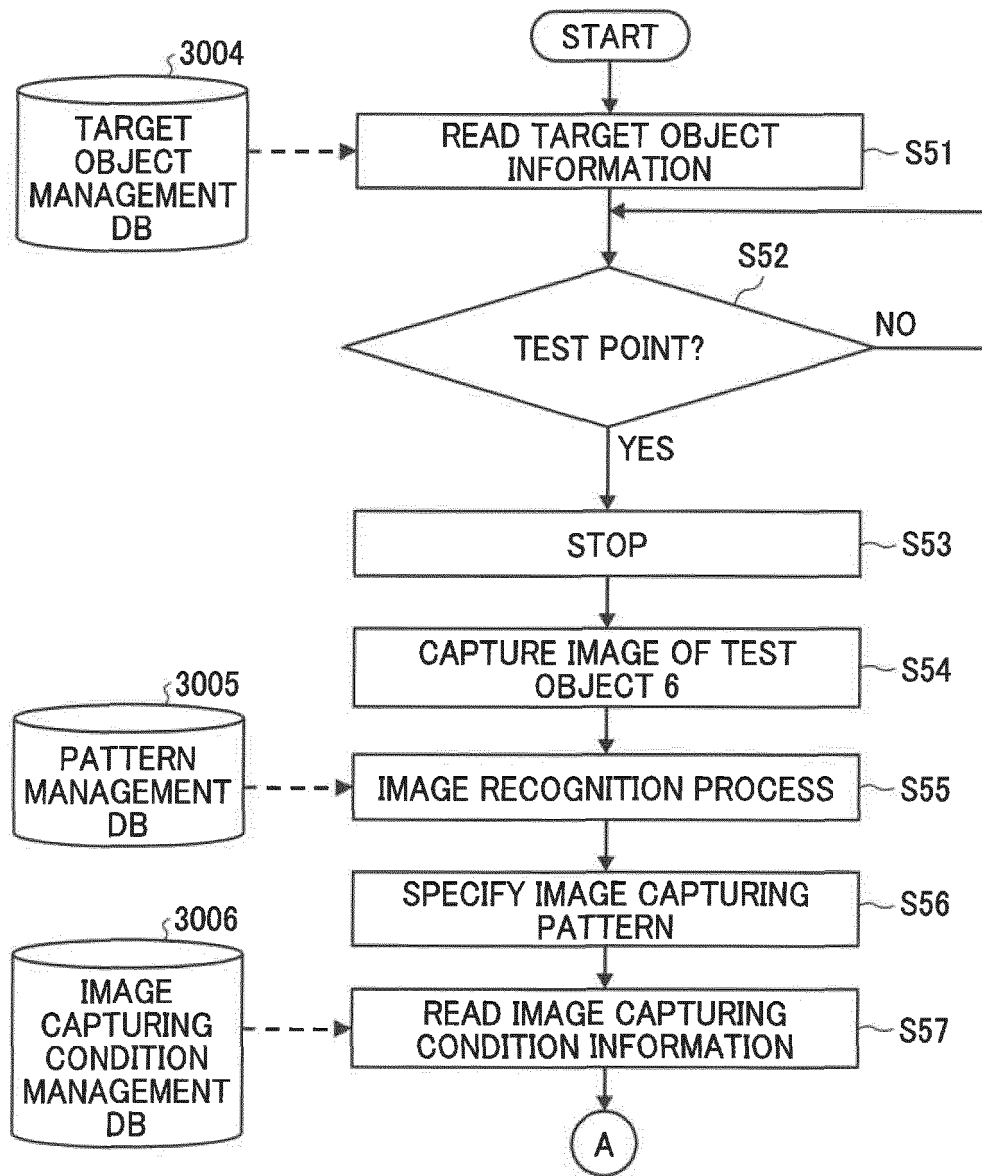 START
3004
TARGET
OBJECT
MANAGEMENT
DB
READ TARGET OBJECT
INFORMATION
S51
S52
TEST POINT?
NO
YES
STOP
S53
CAPTURE IMAGE OF TEST
OBJECT 6
S54
3005
PATTERN
MANAGEMENT
DB
IMAGE RECOGNITION PROCESS
S55
SPECIFY IMAGE CAPTURING
PATTERN
S56
3006
IMAGE
CAPTURING
CONDITION
MANAGEMENT
DB
READ IMAGE CAPTURING
CONDITION INFORMATION
S57
A